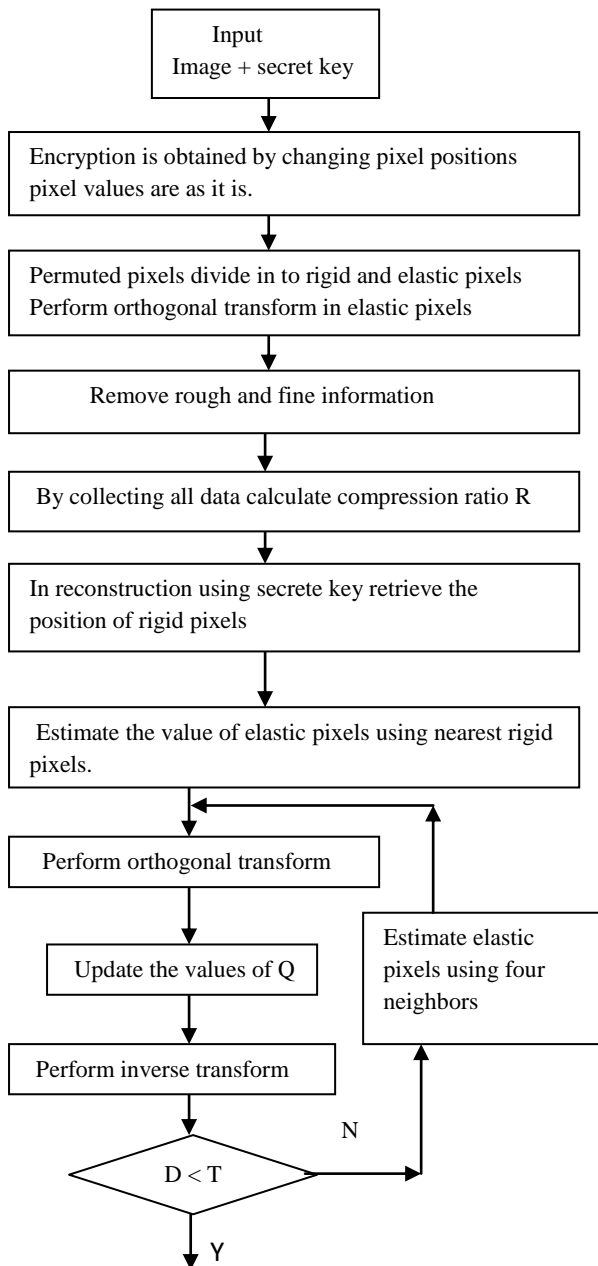 Input
Image + secret key
Encryption is obtained by changing pixel positions
pixel values are as it is.
Permuted pixels divide in to rigid and elastic pixels
Perform orthogonal transform in elastic pixels
Remove rough and fine information
By collecting all data calculate compression ratio R
In reconstruction using secrete key retrieve the
position of rigid pixels
Estimate the value of elastic pixels using nearest rigid
pixels.
Perform orthogonal transform
Update the values of Q
Estimate elastic
pixels using four
neighbors
Perform inverse transform
N
D < T
Y